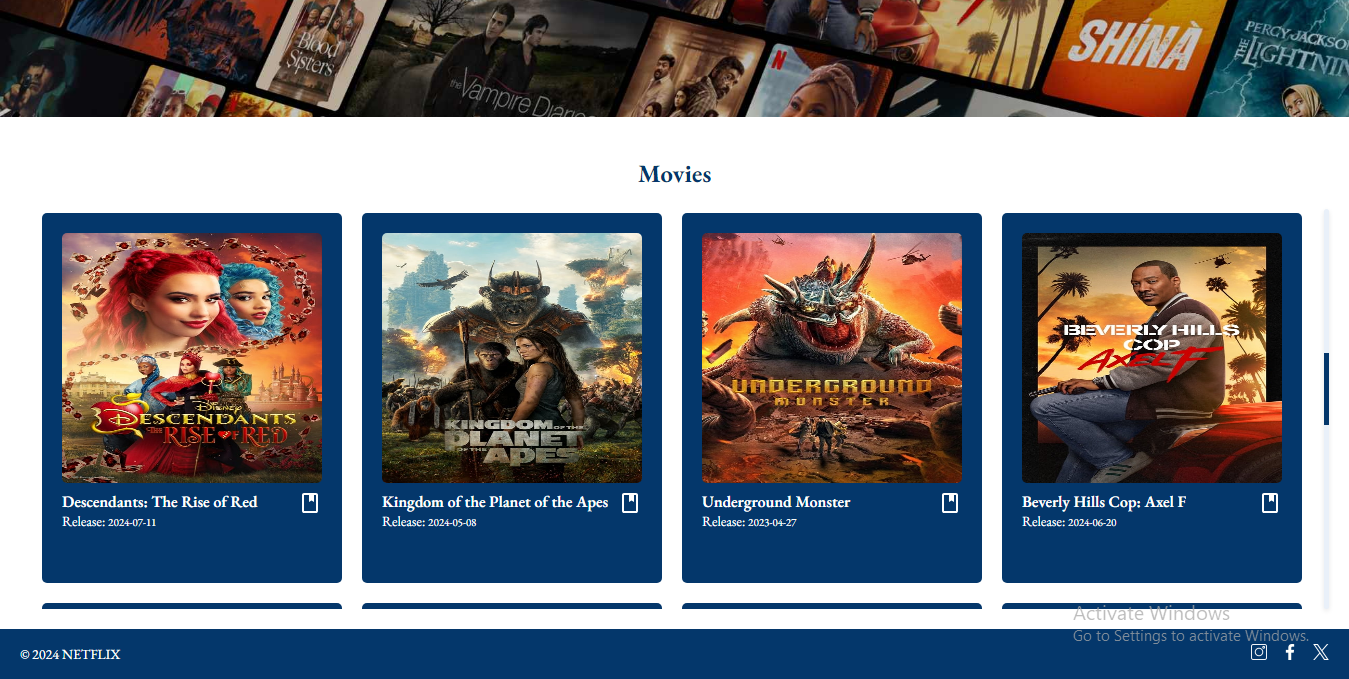 Blood
Sisters
the Vampire Diaries
N
SHÍNÀ
PERCY JACKSON
THE LIGHTNIN
Movies
Disney
DESCENDANTS
THE RISE OF RED
KINGDOM OF THE
PLANET
OF THE
APES
UNDERGROUND
MONSTER
BEVERLY HILLS
COP
AXEL F
Descendants: The Rise of Red
Release: 2024-07-11
Kingdom of the Planet of the Apes
Release: 2024-05-08
Underground Monster
Release: 2023-04-27
Beverly Hills Cop: Axel F
Release: 2024-06-20
Activate Windows
Go to Settings to activate Windows.
© 2024 NETFLIX